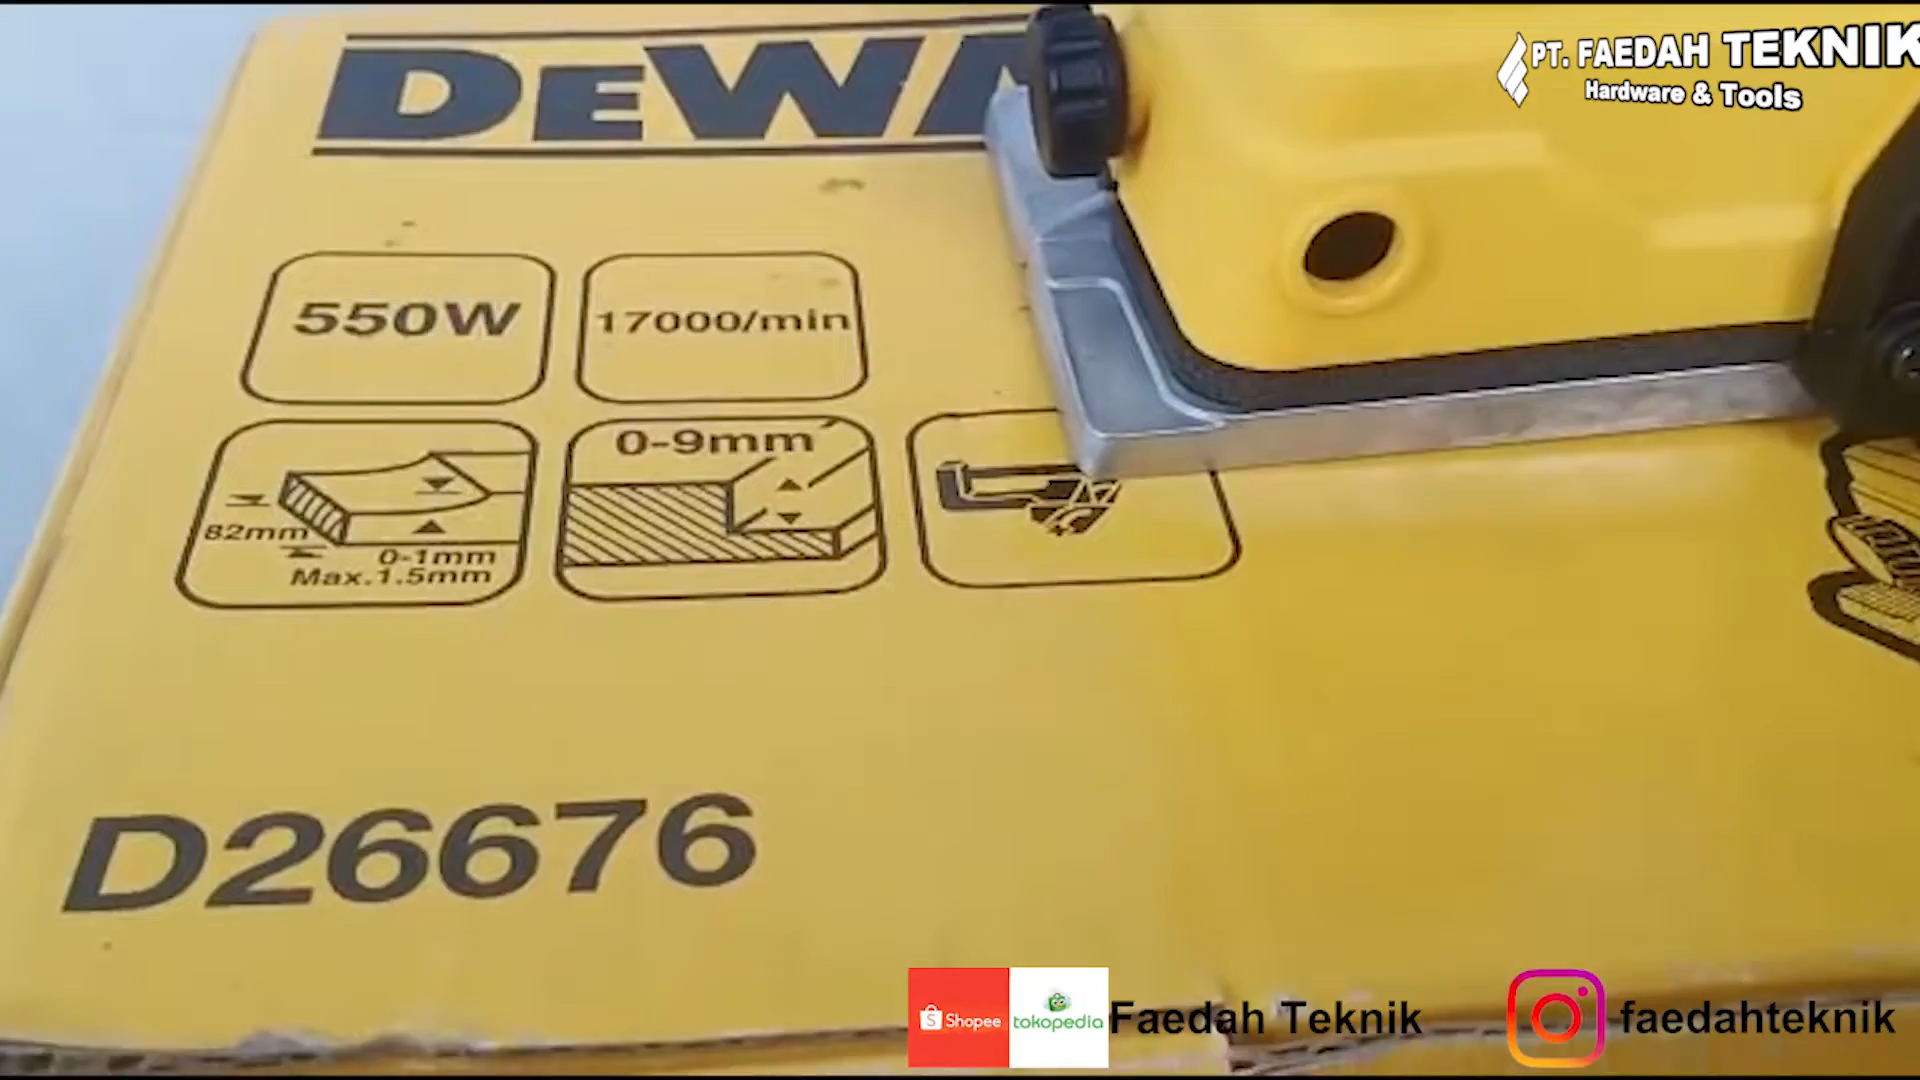 DEWA
PT. FAEDAH TEKNIK
Hardware & Tools
550W
17000/min
82mm
0-1mm
Max.1.5mm
0-9mm
D26676
Shopee
tokopedia
Faedah Teknik
faedahteknik